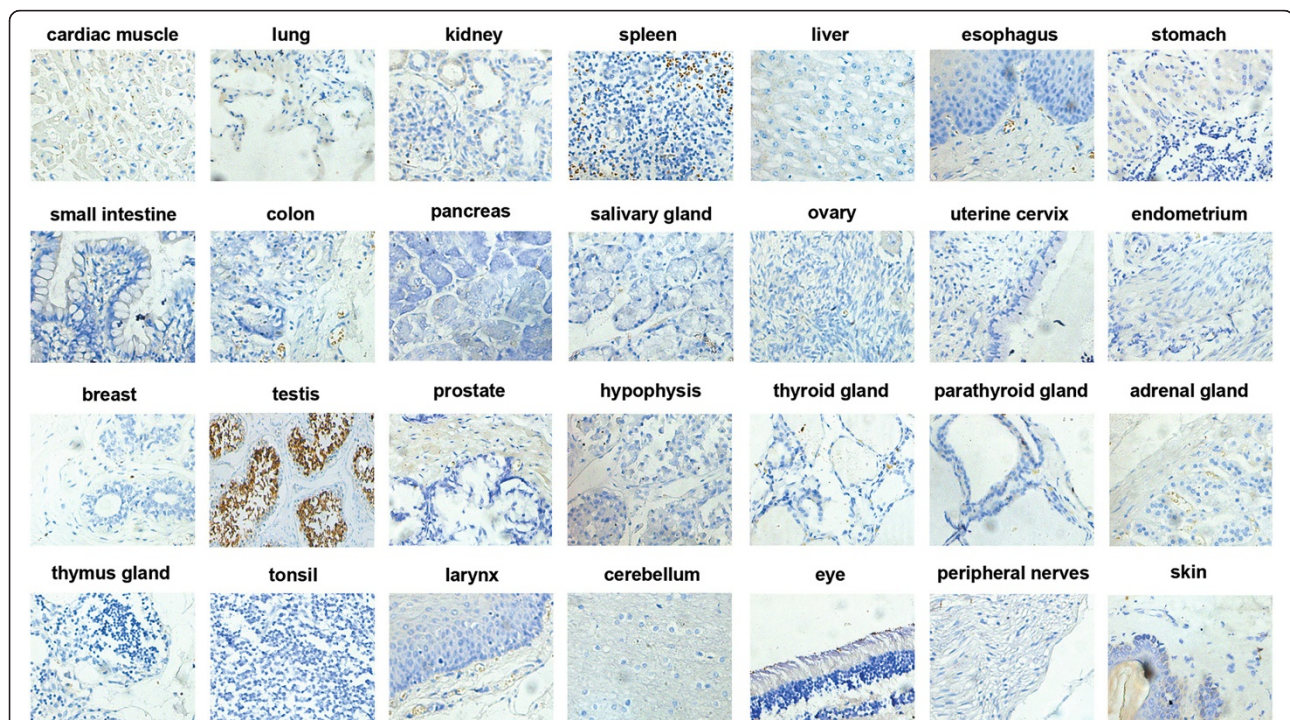 cardiac muscle lung kidney spleen liver esophagus stomach
small intestine colon pancreas salivary gland ovary uterine cervix endometrium
breast testis prostate hypophysis thyroid gland parathyroid gland adrenal gland
thymus gland tonsil larynx cerebellum eye peripheral nerves skin